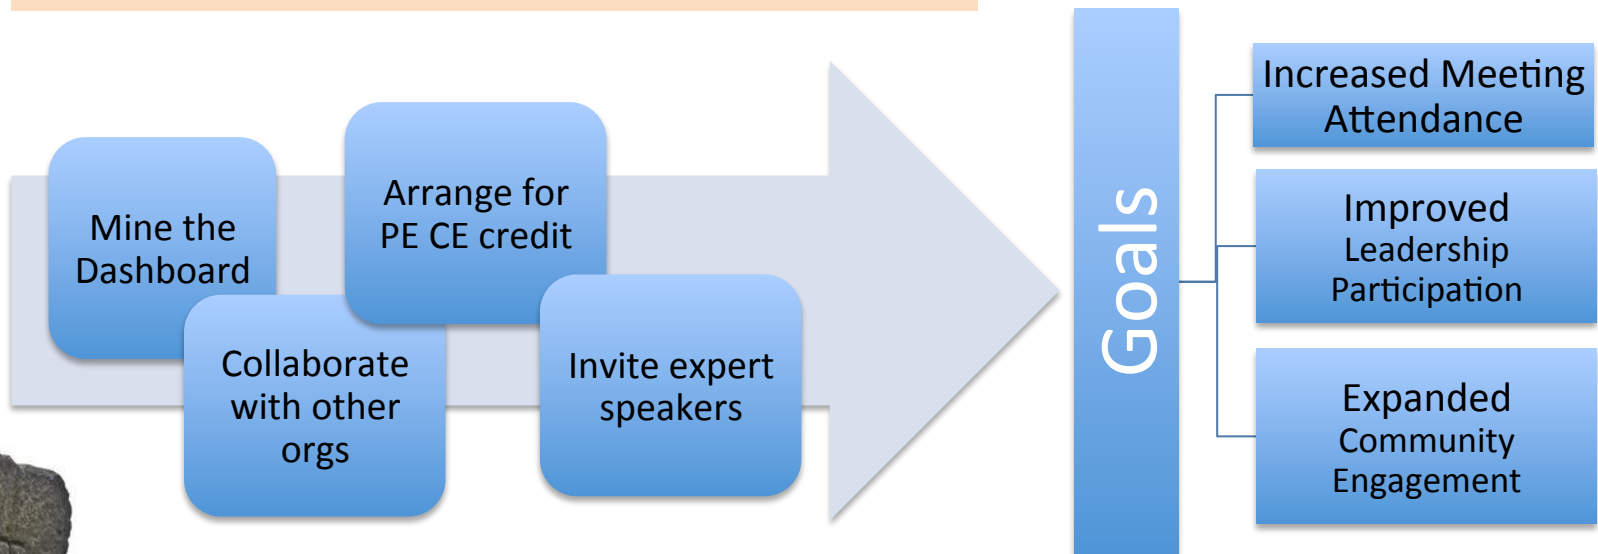 Mine the
Dashboard
Collaborate
with other
orgs
Arrange for
PE CE credit
Invite expert
speakers
Goals
Increased Meeting
Attendance
Improved
Leadership
Participation
Expanded
Community
Engagement